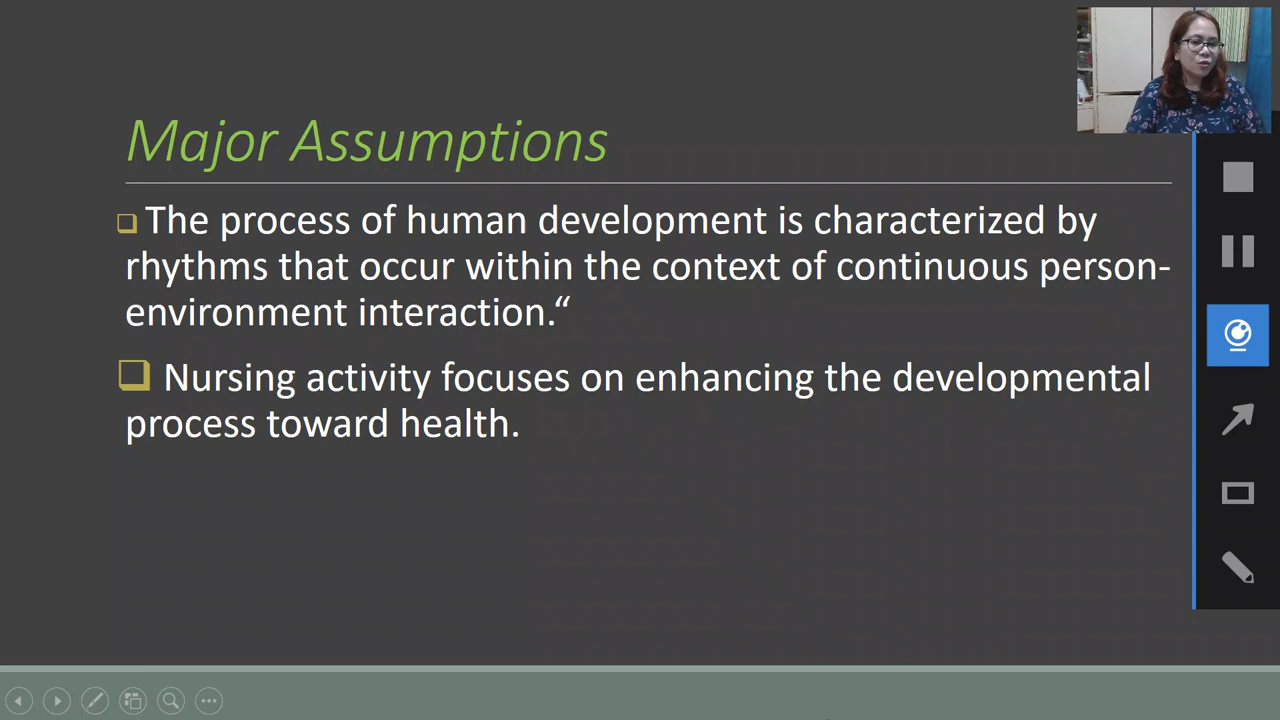 Major Assumptions
The process of human development is characterized by
rhythms that occur within the context of continuous person-
environment interaction.“
Nursing activity focuses on enhancing the developmental
process toward health.